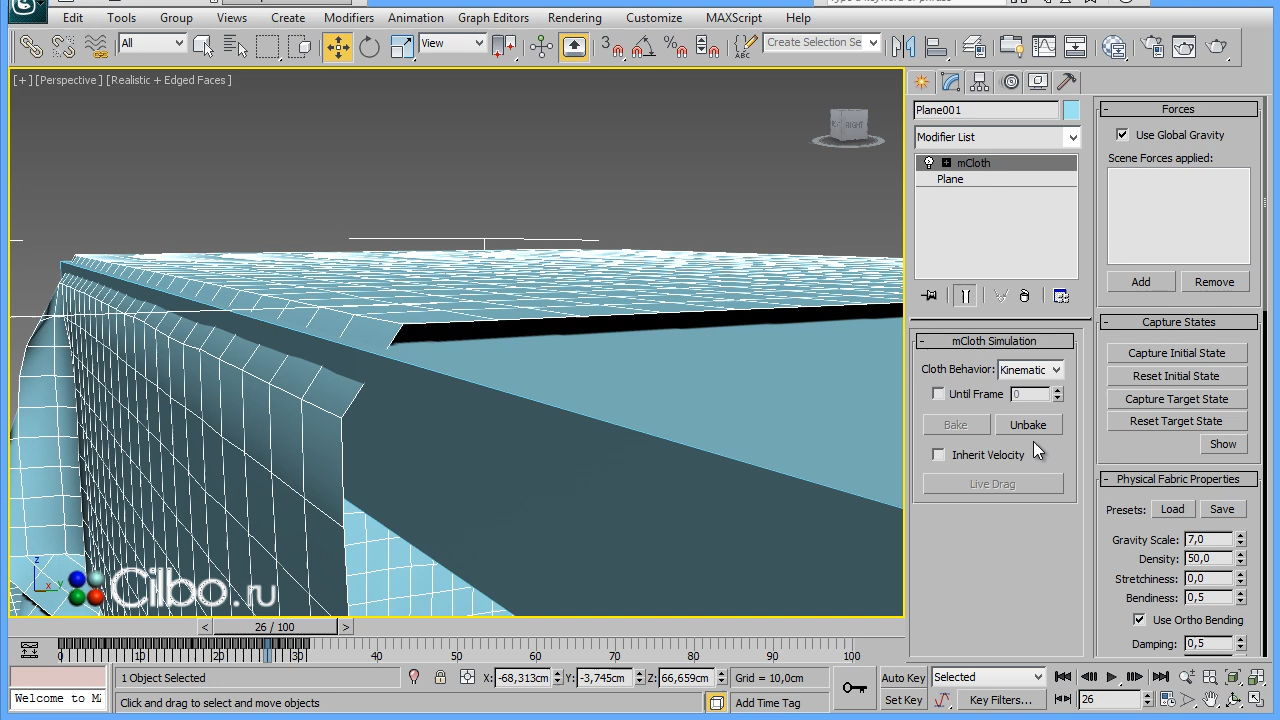 Type a keyword or phrase
Edit Tools Group Views Create Modifiers Animation Graph Editors Rendering Customize MAXScript Help
All View 3 % ABC Create Selection Se
[+] [Perspective] [Realistic + Edged Faces]
RIGHT
Plane001
Modifier List
mCloth
Plane
mCloth Simulation
Cloth Behavior: Kinematic
Until Frame 0
Bake Unbake
Inherit Velocity
Live Drag
Forces
Use Global Gravity
Scene Forces applied:
Add Remove
Capture States
Capture Initial State
Reset Initial State
Capture Target State
Reset Target State
Show
Physical Fabric Properties
Presets: Load Save
Gravity Scale: 7,0
Density: 50,0
Stretchiness: 0,0
Bendiness: 0,5
Use Ortho Bending
Damping: 0,5
z x y
Cilbo.ru
< 26 / 100 >
0 30 40 50 60 70 80 90 100
1 Object Selected X: -68,313cm Y: -3,745cm Z: 66,659cm Grid = 10,0cm Auto Key Selected
Welcome to M Click and drag to select and move objects Add Time Tag Set Key Key Filters... 26